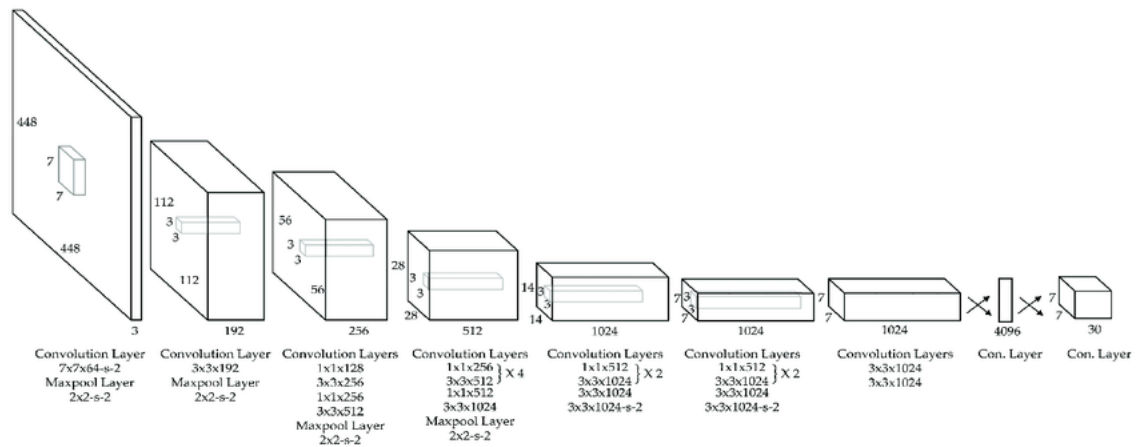 448
7
7
448
3
112
3
3
112
192
56
3
3
56
256
28
3
3
28
512
14
3
3
14
1024
7
3
3
7
1024
7
7
1024
4096
7
7
30
Convolution Layer
7x7x64-s-2
Maxpool Layer
2x2-s-2
Convolution Layer
3x3x192
Maxpool Layer
2x2-s-2
Convolution Layers
1x1x128
3x3x256
1x1x256
3x3x512
Maxpool Layer
2x2-s-2
Convolution Layers
1x1x256
3x3x512
} X 4
1x1x512
3x3x1024
Maxpool Layer
2x2-s-2
Convolution Layers
1x1x512
3x3x1024
} X 2
3x3x1024
3x3x1024-s-2
Convolution Layers
1x1x512
3x3x1024
} X 2
3x3x1024
3x3x1024-s-2
Convolution Layers
3x3x1024
3x3x1024
Con. Layer
Con. Layer